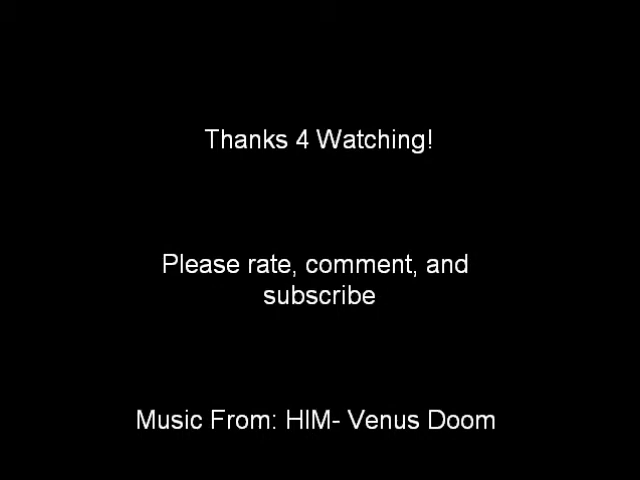 Thanks 4 Watching!
Please rate, comment, and
subscribe
Music From: HIM- Venus Doom